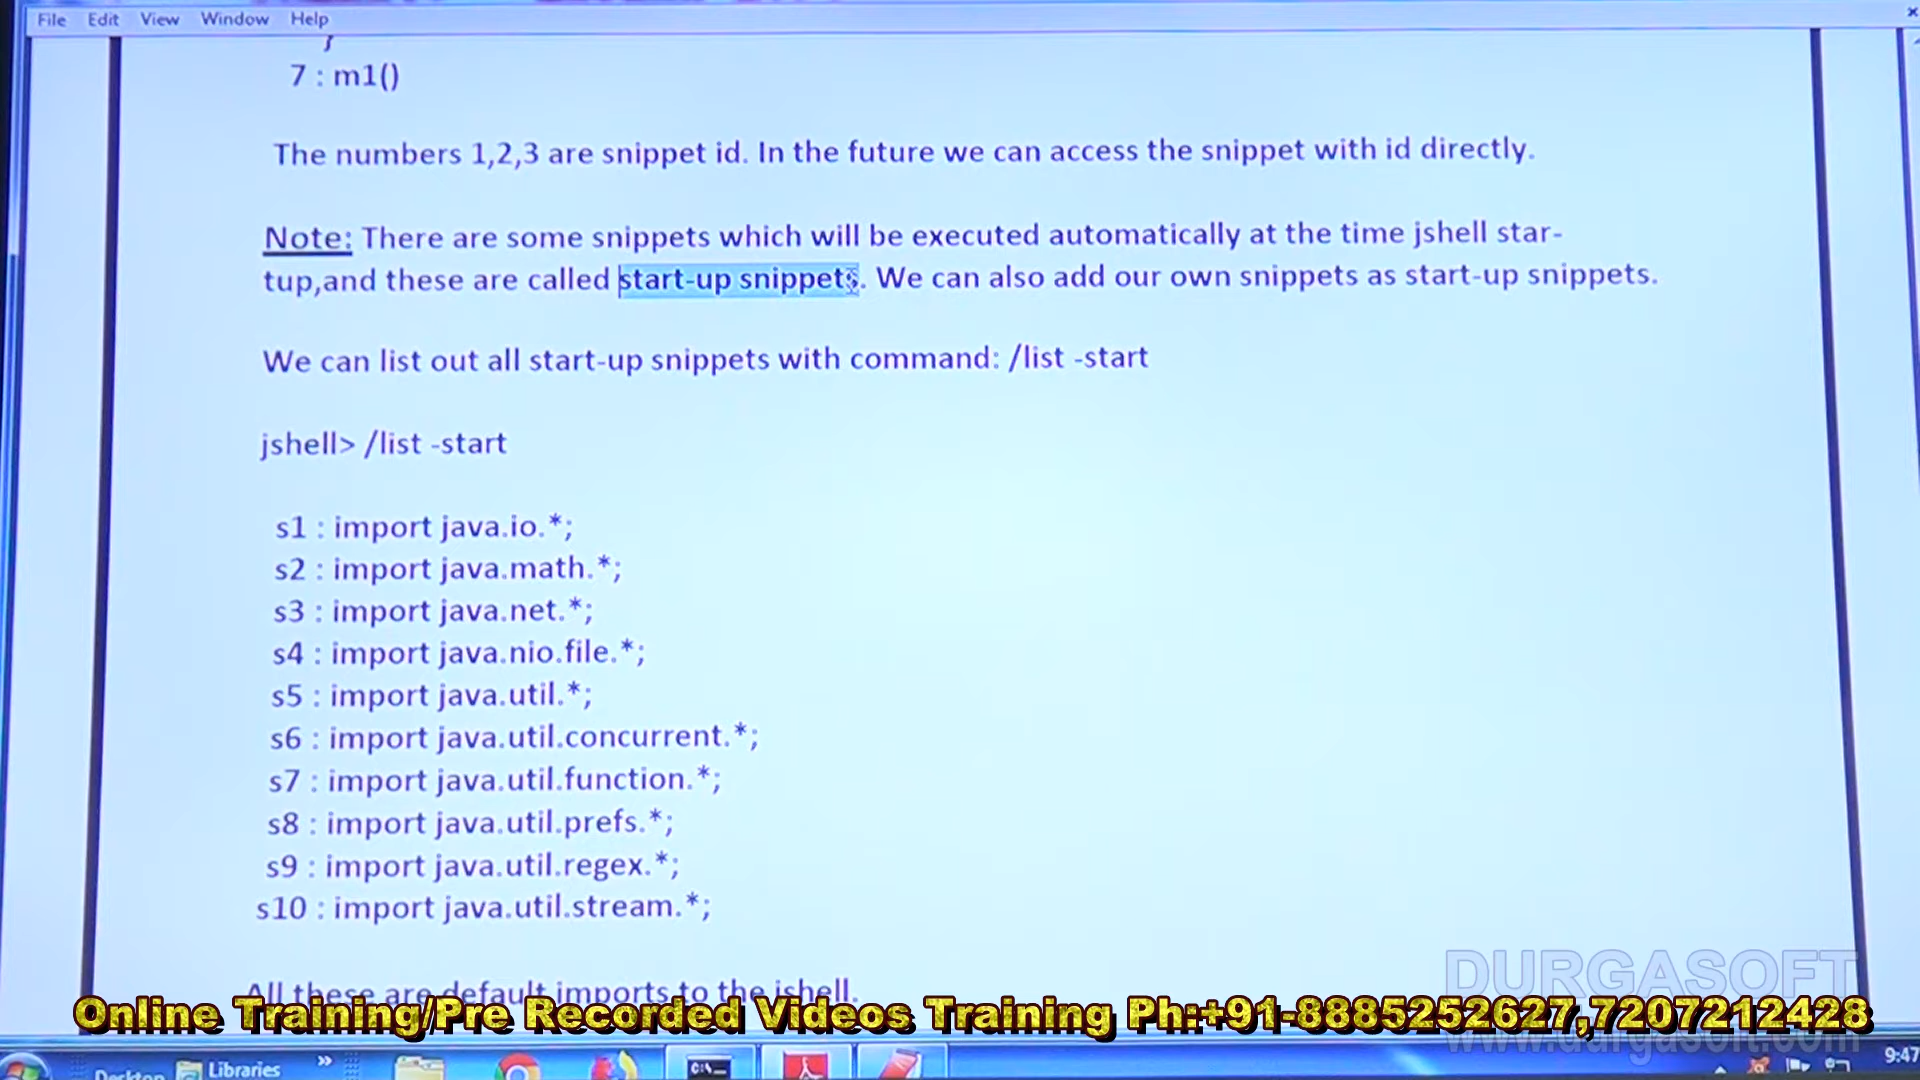 File Edit View Window Help
}
7 : m1()
The numbers 1,2,3 are snippet id. In the future we can access the snippet with id directly.
Note: There are some snippets which will be executed automatically at the time jshell star-
tup,and these are called start-up snippets. We can also add our own snippets as start-up snippets.
We can list out all start-up snippets with command: /list -start
jshell> /list -start
s1 : import java.io.*;
s2 : import java.math.*;
s3 : import java.net.*;
s4 : import java.nio.file.*;
s5 : import java.util.*;
s6 : import java.util.concurrent.*;
s7 : import java.util.function.*;
s8 : import java.util.prefs.*;
s9 : import java.util.regex.*;
s10 : import java.util.stream.*;
All these are default imports to the jshell.
DURGASOFT
Online Training/Pre Recorded Videos Training Ph:+91-8885252627,7207212428
www.durgasoft.com
Desktop Libraries » C:\ 9:47